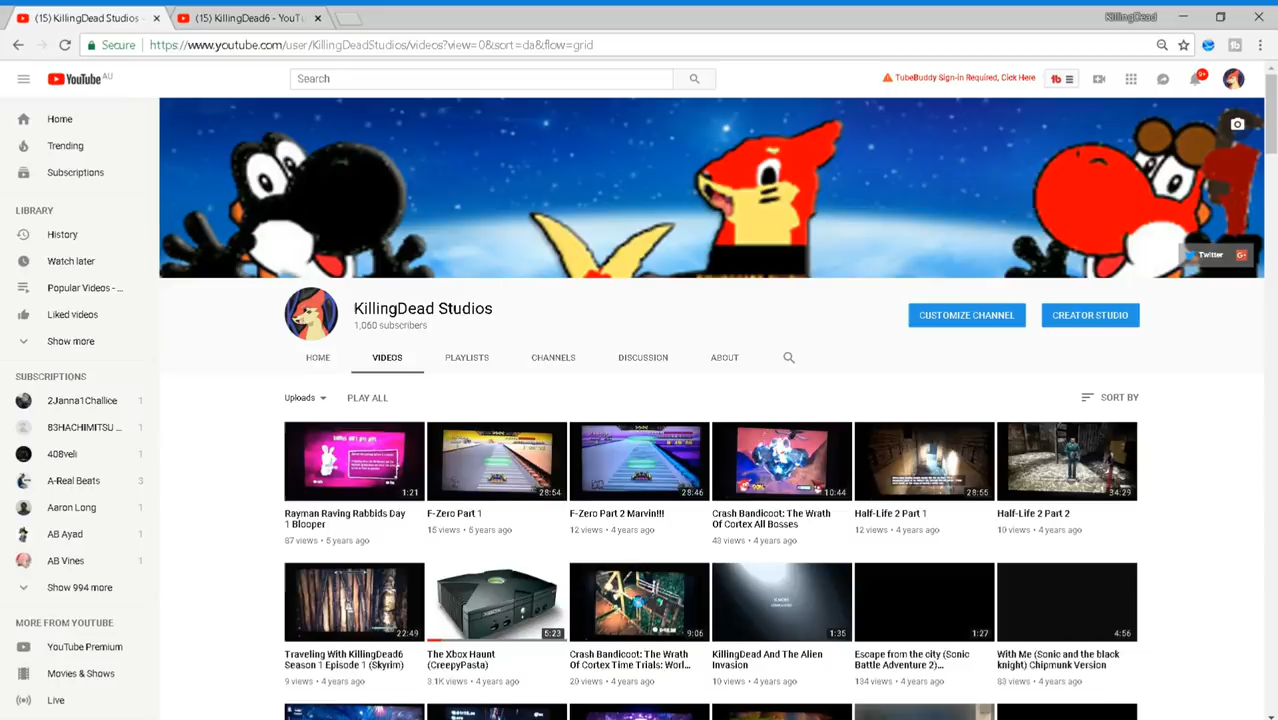 (15) KillingDead Studios -
(15) KillingDead6 - YouT
KillingDead
Secure
https://www.youtube.com/user/KillingDeadStudios/videos?view=0&sort=da&flow=grid
YouTube AU
Search
TubeBuddy Sign-in Required, Click Here
tb
9+
Home
Trending
Subscriptions
LIBRARY
History
Watch later
Popular Videos - ...
Liked videos
Show more
SUBSCRIPTIONS
2Janna1Challice 1
83HACHIMITSU ... 1
408veli 1
A-Real Beats 3
Aaron Long 1
AB Ayad 1
AB Vines 1
Show 994 more
MORE FROM YOUTUBE
YouTube Premium
Movies & Shows
Live
Twitter
G+
KillingDead Studios
1,060 subscribers
CUSTOMIZE CHANNEL
CREATOR STUDIO
HOME
VIDEOS
PLAYLISTS
CHANNELS
DISCUSSION
ABOUT
Uploads
PLAY ALL
SORT BY
1:21
Rayman Raving Rabbids Day
1 Blooper
87 views • 5 years ago
28:54
F-Zero Part 1
15 views • 5 years ago
28:46
F-Zero Part 2 Marvin!!!
12 views • 4 years ago
10:44
Crash Bandicoot: The Wrath
Of Cortex All Bosses
43 views • 4 years ago
28:55
Half-Life 2 Part 1
12 views • 4 years ago
34:29
Half-Life 2 Part 2
10 views • 4 years ago
22:49
Traveling With KillingDead6
Season 1 Episode 1 (Skyrim)
9 views • 4 years ago
5:23
The Xbox Haunt
(CreepyPasta)
3.1K views • 4 years ago
9:06
Crash Bandicoot: The Wrath
Of Cortex Time Trials: Worl...
20 views • 4 years ago
1:35
KillingDead And The Alien
Invasion
10 views • 4 years ago
1:27
Escape from the city (Sonic
Battle Adventure 2)...
134 views • 4 years ago
4:56
With Me (Sonic and the black
knight) Chipmunk Version
83 views • 4 years ago